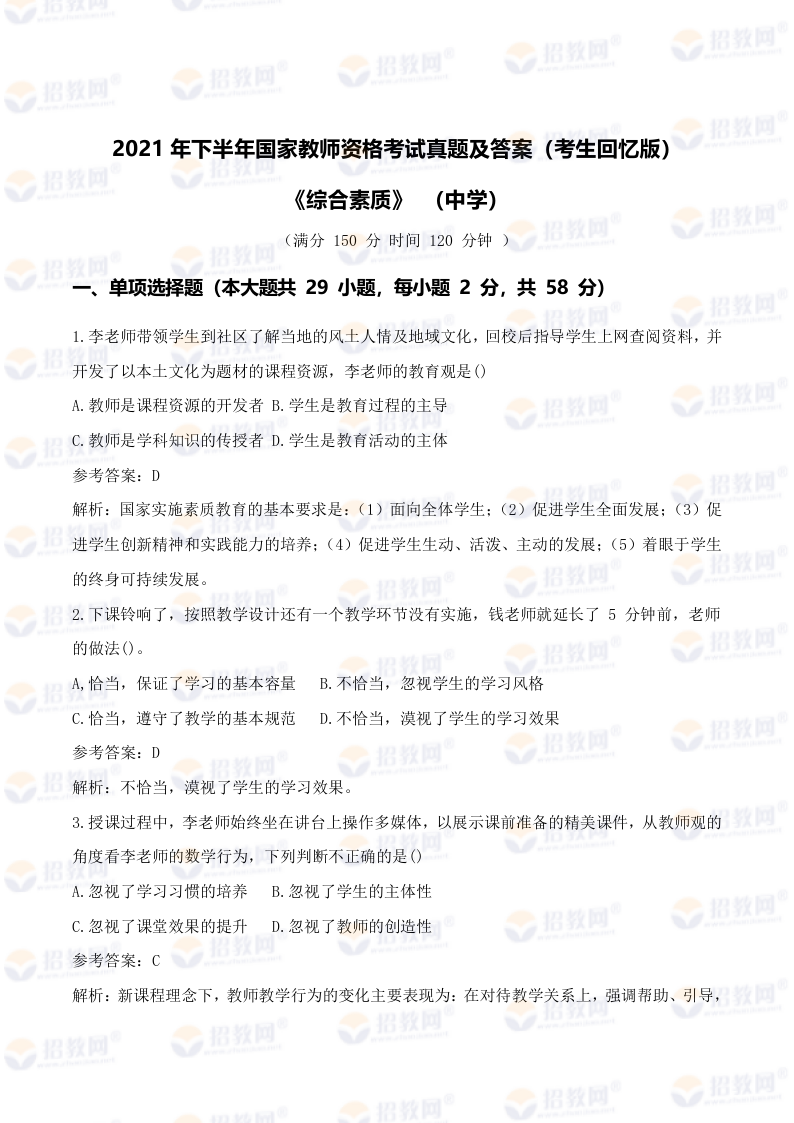 2021 年下半年国家教师资格考试真题及答案（考生回忆版）
《综合素质》 （中学）
（满分 150 分 时间 120 分钟 ）
一、单项选择题（本大题共 29 小题，每小题 2 分，共 58 分）
1.李老师带领学生到社区了解当地的风土人情及地域文化，回校后指导学生上网查阅资料，并
开发了以本土文化为题材的课程资源，李老师的教育观是()
A.教师是课程资源的开发者 B.学生是教育过程的主导
C.教师是学科知识的传授者 D.学生是教育活动的主体
参考答案：D
解析：国家实施素质教育的基本要求是：（1）面向全体学生；（2）促进学生全面发展；（3）促
进学生创新精神和实践能力的培养；（4）促进学生生动、活泼、主动的发展；（5）着眼于学生
的终身可持续发展。
2.下课铃响了，按照教学设计还有一个教学环节没有实施，钱老师就延长了 5 分钟前，老师
的做法()。
A,恰当，保证了学习的基本容量 B.不恰当，忽视学生的学习风格
C.恰当，遵守了教学的基本规范 D.不恰当，漠视了学生的学习效果
参考答案：D
解析：不恰当，漠视了学生的学习效果。
3.授课过程中，李老师始终坐在讲台上操作多媒体，以展示课前准备的精美课件，从教师观的
角度看李老师的数学行为，下列判断不正确的是()
A.忽视了学习习惯的培养 B.忽视了学生的主体性
C.忽视了课堂效果的提升 D.忽视了教师的创造性
参考答案：C
解析：新课程理念下，教师教学行为的变化主要表现为：在对待教学关系上，强调帮助、引导，
招教网